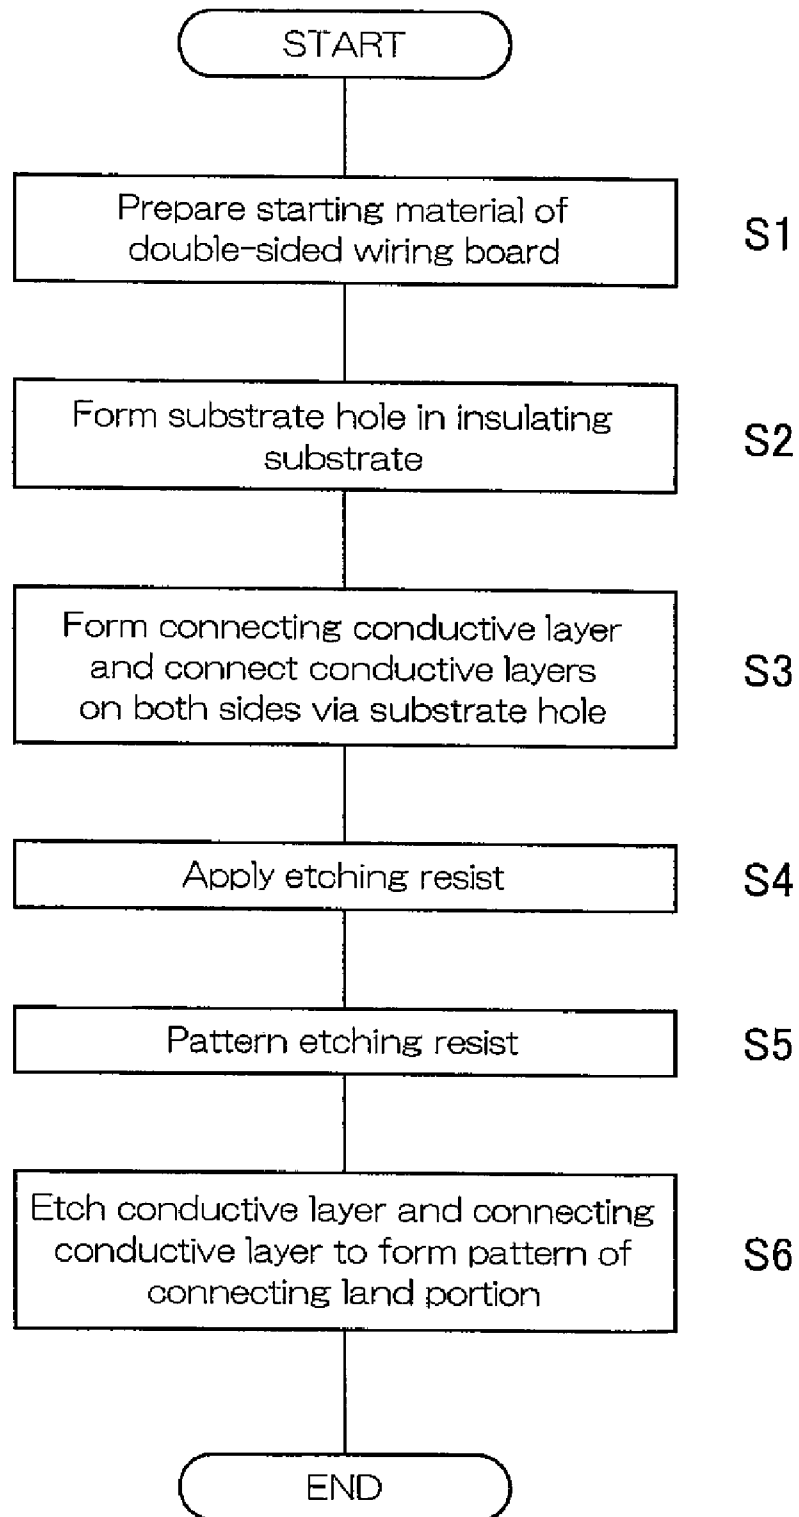 START
Prepare starting material of
double-sided wiring board
S1
Form substrate hole in insulating
substrate
S2
Form connecting conductive layer
and connect conductive layers
on both sides via substrate hole
S3
Apply etching resist
S4
Pattern etching resist
S5
Etch conductive layer and connecting
conductive layer to form pattern of
connecting land portion
S6
END